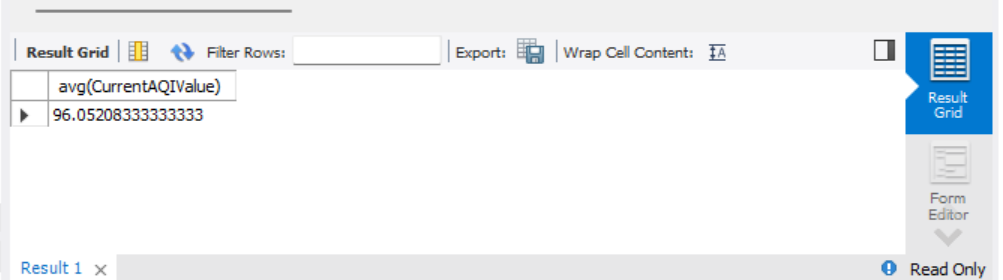 Result Grid Filter Rows: Export: Wrap Cell Content: IA
avg(CurrentAQIValue)
96.05208333333333
Result
Grid
Form
Editor
Result 1 ×
Read Only